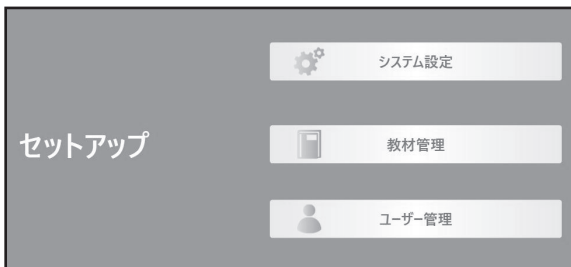 セットアップ
システム設定
教材管理
ユーザー管理